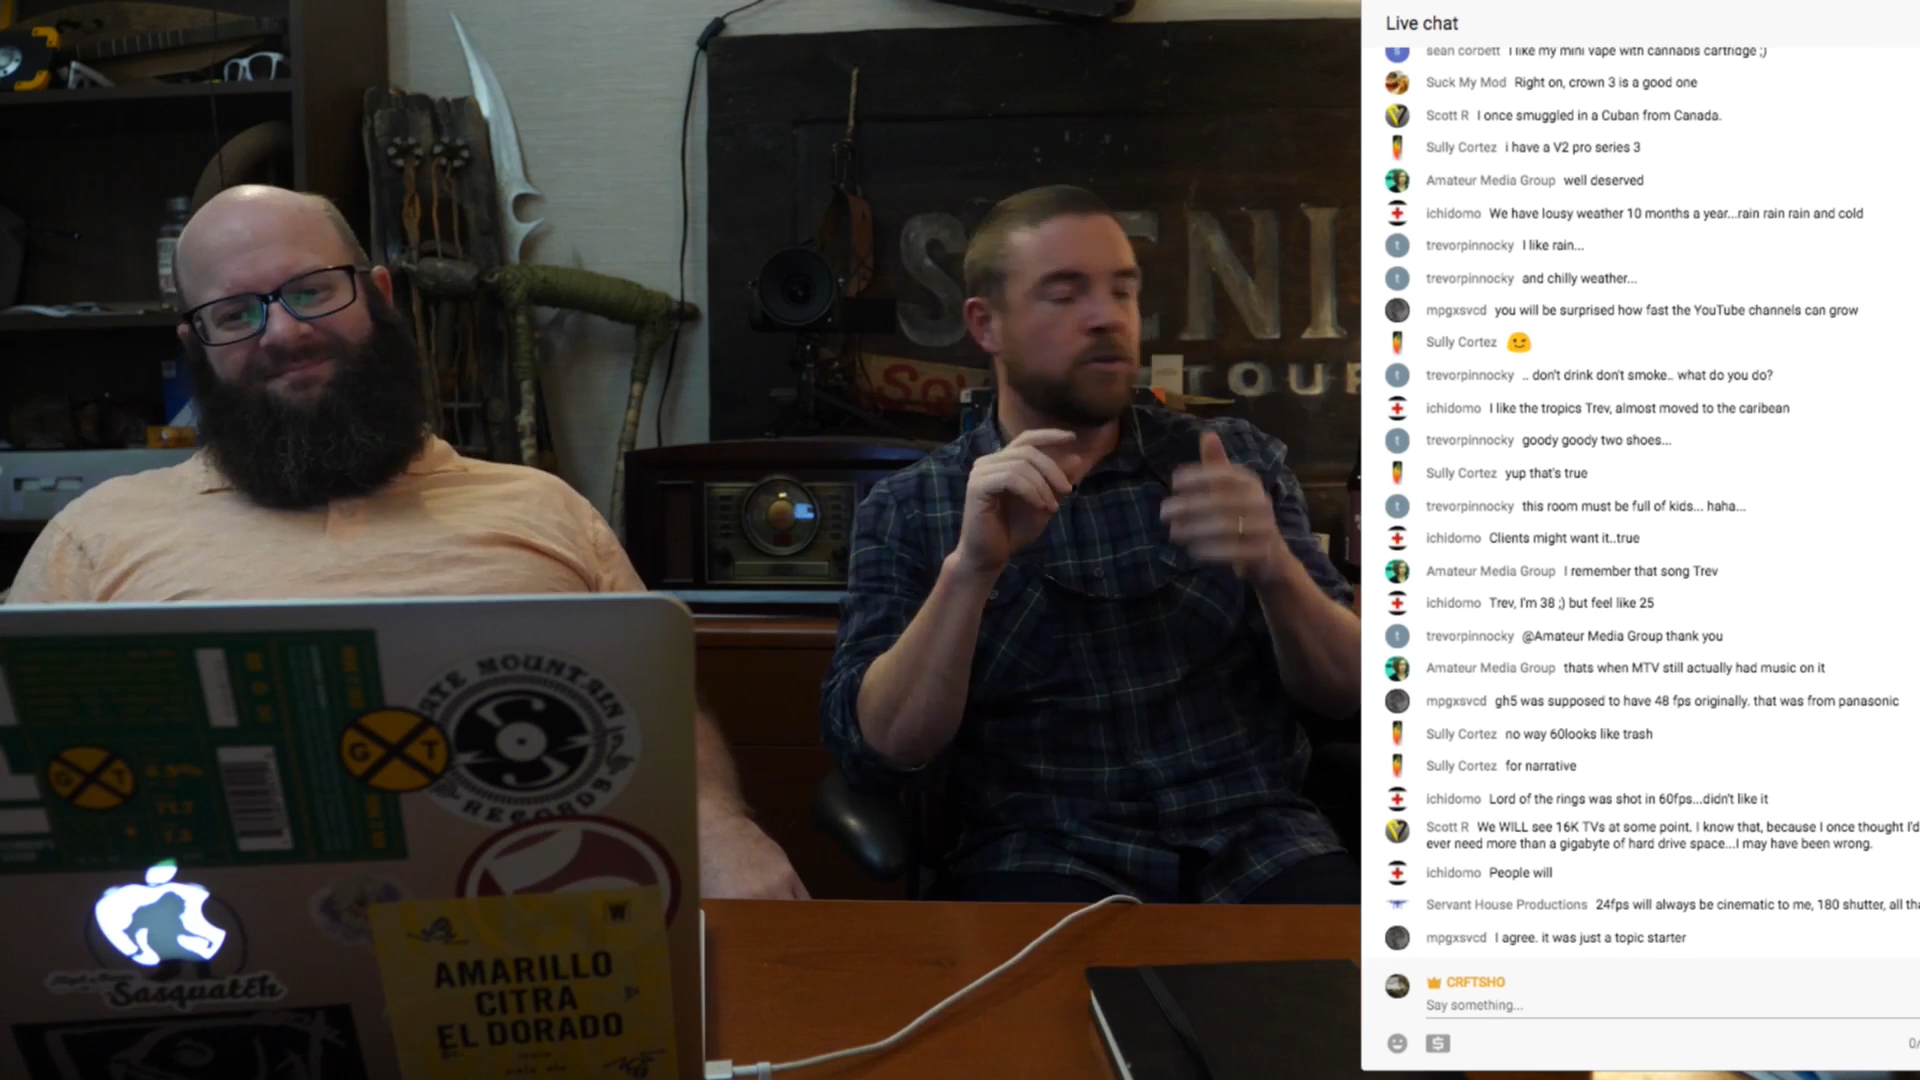 Live chat
sean corbett I like my mini vape with cannabis cartridge ;)
Suck My Mod Right on, crown 3 is a good one
Scott R I once smuggled in a Cuban from Canada.
Sully Cortez i have a V2 pro series 3
Amateur Media Group well deserved
ichidomo We have lousy weather 10 months a year...rain rain rain and cold
trevorpinnocky I like rain...
trevorpinnocky and chilly weather...
mpgxsvcd you will be surprised how fast the YouTube channels can grow
Sully Cortez 😉
trevorpinnocky .. don't drink don't smoke.. what do you do?
ichidomo I like the tropics Trev, almost moved to the caribean
trevorpinnocky goody goody two shoes...
Sully Cortez yup that's true
trevorpinnocky this room must be full of kids... haha...
ichidomo Clients might want it..true
Amateur Media Group I remember that song Trev
ichidomo Trev, I'm 38 ;) but feel like 25
trevorpinnocky @Amateur Media Group thank you
Amateur Media Group thats when MTV still actually had music on it
mpgxsvcd gh5 was supposed to have 48 fps originally. that was from panasonic
Sully Cortez no way 60looks like trash
Sully Cortez for narrative
ichidomo Lord of the rings was shot in 60fps...didn't like it
Scott R We WILL see 16K TVs at some point. I know that, because I once thought I'd
ever need more than a gigabyte of hard drive space...I may have been wrong.
ichidomo People will
Servant House Productions 24fps will always be cinematic to me, 180 shutter, all tha
mpgxsvcd I agree. it was just a topic starter
CRFTSHO
Say something...
0/
S ENI
TOUR
G T
G T
MOUNTAIN
RECORDS
Sasquatch
W
AMARILLO
CITRA
EL DORADO